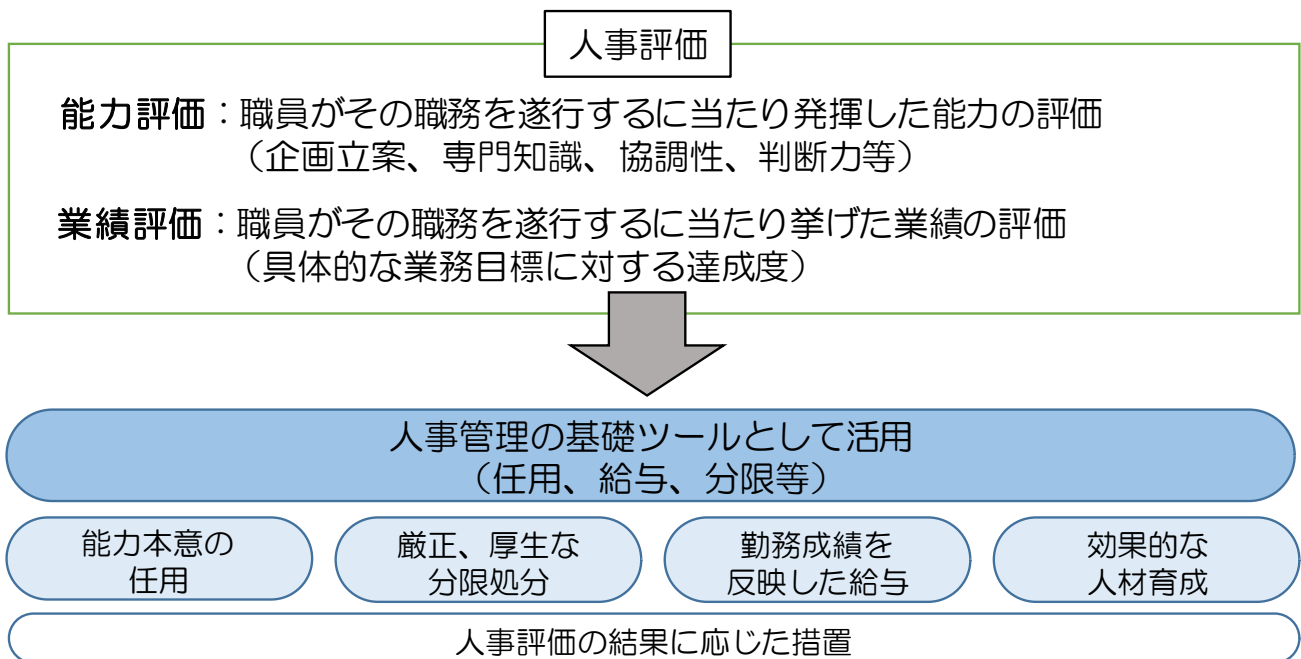 人事評価
能力評価：職員がその職務を遂行するに当たり発揮した能力の評価
（企画立案、専門知識、協調性、判断力等）
業績評価：職員がその職務を遂行するに当たり挙げた業績の評価
（具体的な業務目標に対する達成度）
人事管理の基礎ツールとして活用
（任用、給与、分限等）
能力本意の
任用
厳正、厚生な
分限処分
勤務成績を
反映した給与
効果的な
人材育成
人事評価の結果に応じた措置